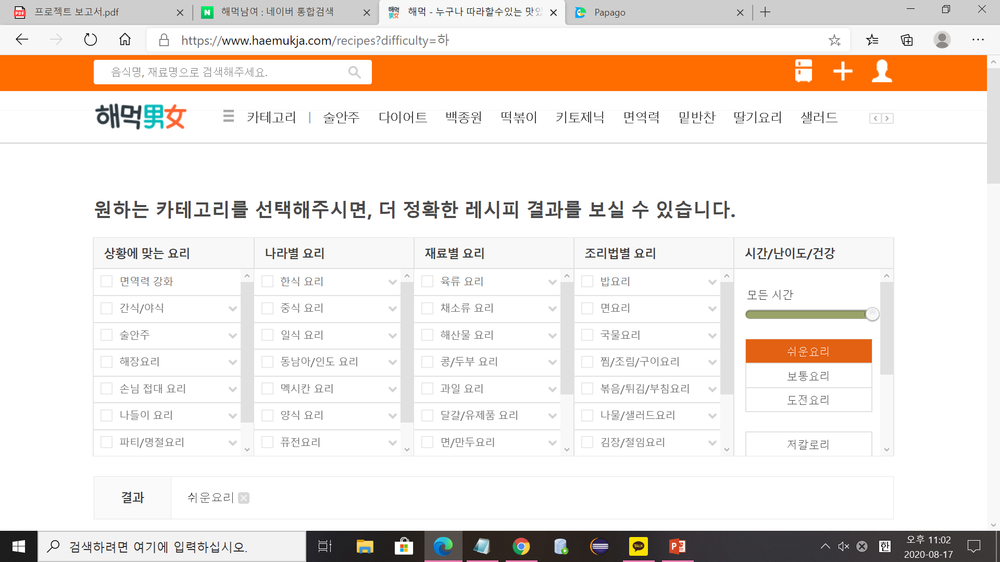 프로젝트 보고서.pdf
해먹남여 : 네이버 통합검색
해먹 - 누구나 따라할수있는 맛있
Papago
https://www.haemukja.com/recipes?difficulty=하
음식명, 재료명으로 검색해주세요.
해먹男女
카테고리 | 술안주 다이어트 백종원 떡볶이 키토제닉 면역력 밑반찬 딸기요리 샐러드
원하는 카테고리를 선택해주시면, 더 정확한 레시피 결과를 보실 수 있습니다.
상황에 맞는 요리
면역력 강화
간식/야식
술안주
해장요리
손님 접대 요리
나들이 요리
파티/명절요리
나라별 요리
한식 요리
중식 요리
일식 요리
동남아/인도 요리
멕시칸 요리
양식 요리
퓨전요리
재료별 요리
육류 요리
채소류 요리
해산물 요리
콩/두부 요리
과일 요리
달걀/유제품 요리
면/만두요리
조리법별 요리
밥요리
면요리
국물요리
찜/조림/구이요리
볶음/튀김/부침요리
나물/샐러드요리
김장/절임요리
시간/난이도/건강
모든 시간
쉬운요리
보통요리
도전요리
저칼로리
결과
쉬운요리
검색하려면 여기에 입력하십시오.
TALK
한
오후 11:02
2020-08-17